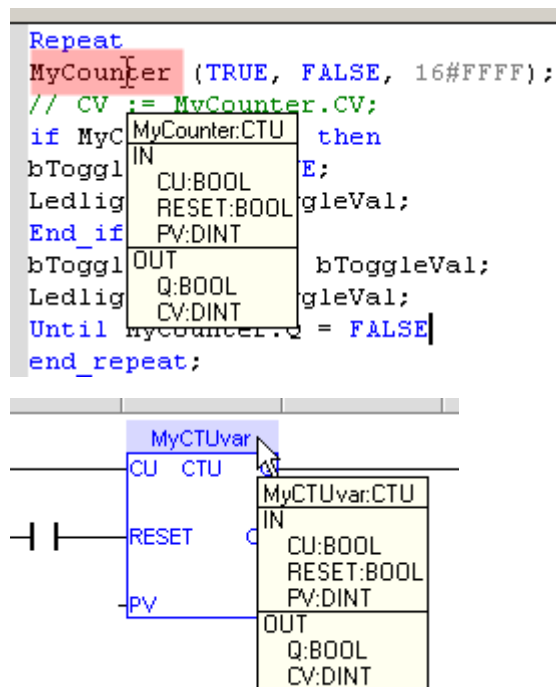 Repeat
MyCounter (TRUE, FALSE, 16#FFFF);
// CV := MyCounter.CV;
if MyC then
bToggl E;
Ledlig gleVal;
End_if
bToggl bToggleVal;
Ledlig gleVal;
Until MyCounter.Q = FALSE
end_repeat;
MyCounter:CTU
IN
CU:BOOL
RESET:BOOL
PV:DINT
OUT
Q:BOOL
CV:DINT
MyCTUvar
CU CTU
RESET
PV
MyCTUvar:CTU
IN
CU:BOOL
RESET:BOOL
PV:DINT
OUT
Q:BOOL
CV:DINT